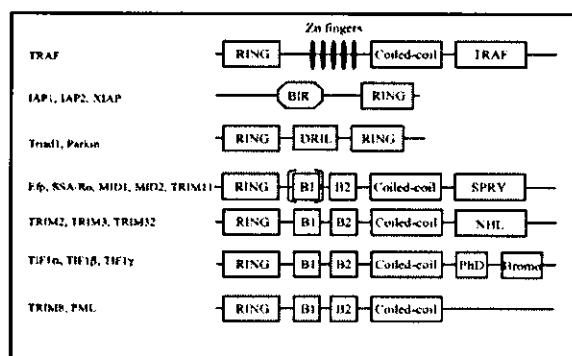 Zn fingers
TRAF RING Coiled-coil TRAF
IAP1, IAP2, XIAP BIR RING
Triad1, Parkin RING DRIL RING
Efp, SSA/Ro, MID1, MID2, TRIM11 RING B1 B2 Coiled-coil SPRY
TRIM2, TRIM3, TRIM32 RING B1 B2 Coiled-coil NHL
TIF1α, TIF1β, TIF1γ RING B1 B2 Coiled-coil PhD Bromo
TRIM8, PML RING B1 B2 Coiled-coil